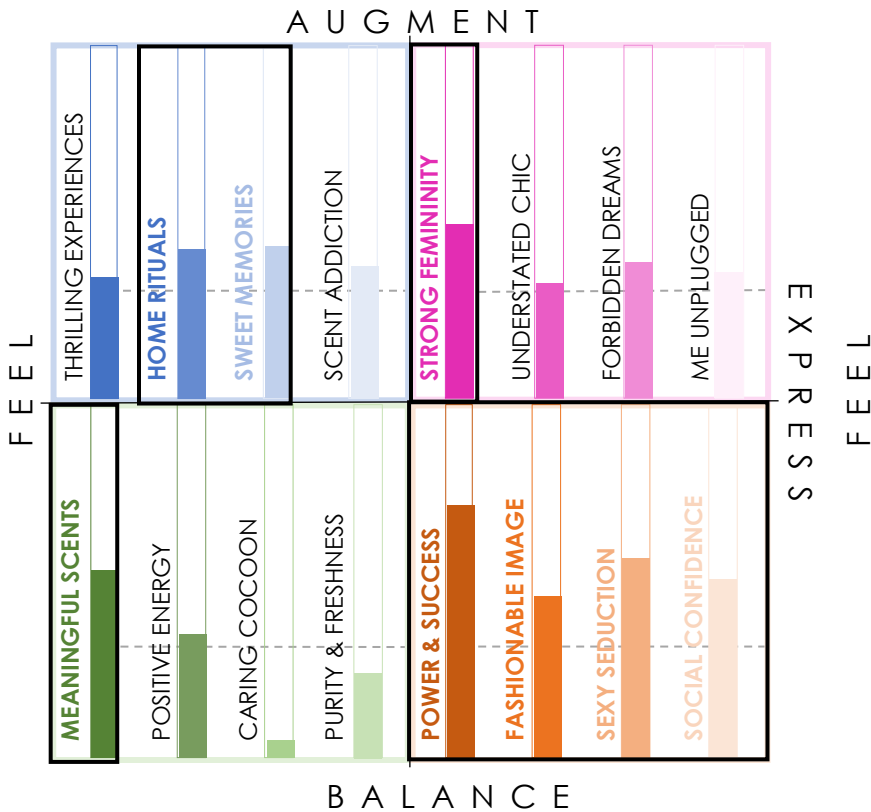 AUGMENT
THRILLING EXPERIENCES
HOME RITUALS
SWEET MEMORIES
SCENT ADDICTION
STRONG FEMININITY
UNDERSTATED CHIC
FORBIDDEN DREAMS
ME UNPLUGGED
FEEL
EXPRESS
FEEL
MEANINGFUL SCENTS
POSITIVE ENERGY
CARING COCOON
PURITY & FRESHNESS
POWER & SUCCESS
FASHIONABLE IMAGE
SEXY SEDUCTION
SOCIAL CONFIDENCE
BALANCE